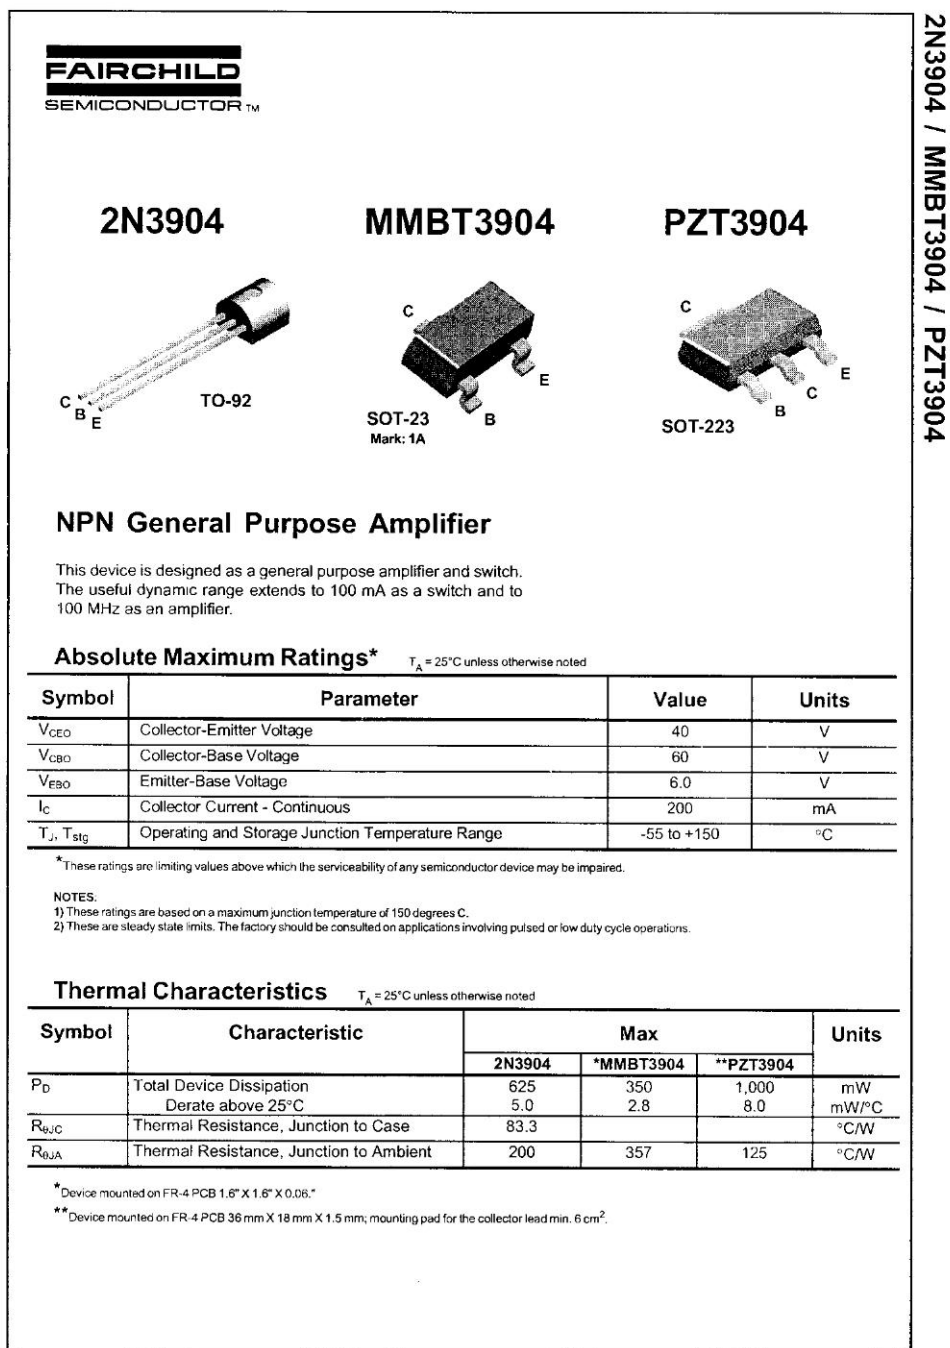 FAIRCHILD
SEMICONDUCTOR TM
2N3904 / MMBT3904 / PZT3904
2N3904 MMBT3904 PZT3904
C
B
E
TO-92
C
E
B
SOT-23
Mark: 1A
C
E
C
B
SOT-223
NPN General Purpose Amplifier
This device is designed as a general purpose amplifier and switch.
The useful dynamic range extends to 100 mA as a switch and to
100 MHz as an amplifier.
Absolute Maximum Ratings* TA = 25°C unless otherwise noted
Symbol Parameter Value Units
VCEO Collector-Emitter Voltage 40 V
VCBO Collector-Base Voltage 60 V
VEBO Emitter-Base Voltage 6.0 V
IC Collector Current - Continuous 200 mA
TJ, Tstg Operating and Storage Junction Temperature Range -55 to +150 °C
*These ratings are limiting values above which the serviceability of any semiconductor device may be impaired.
NOTES:
1) These ratings are based on a maximum junction temperature of 150 degrees C.
2) These are steady state limits. The factory should be consulted on applications involving pulsed or low duty cycle operations.
Thermal Characteristics TA = 25°C unless otherwise noted
Symbol Characteristic Max Units
2N3904 *MMBT3904 **PZT3904
PD Total Device Dissipation 625 350 1,000 mW
Derate above 25°C 5.0 2.8 8.0 mW/°C
RθJC Thermal Resistance, Junction to Case 83.3 °C/W
RθJA Thermal Resistance, Junction to Ambient 200 357 125 °C/W
*Device mounted on FR-4 PCB 1.6" X 1.6" X 0.06."
**Device mounted on FR-4 PCB 36 mm X 18 mm X 1.5 mm; mounting pad for the collector lead min. 6 cm².